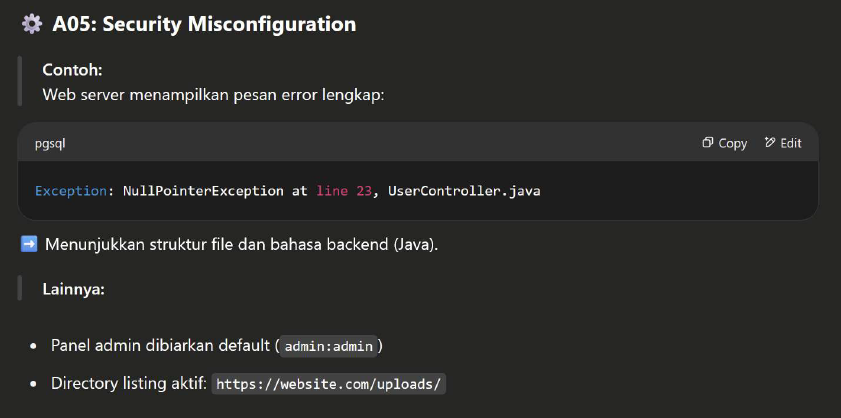 ⚙️ A05: Security Misconfiguration
Contoh:
Web server menampilkan pesan error lengkap:
pgsql Copy Edit
Exception: NullPointerException at line 23, UserController.java
➡️ Menunjukkan struktur file dan bahasa backend (Java).
Lainnya:
• Panel admin dibiarkan default (admin:admin)
• Directory listing aktif: https://website.com/uploads/